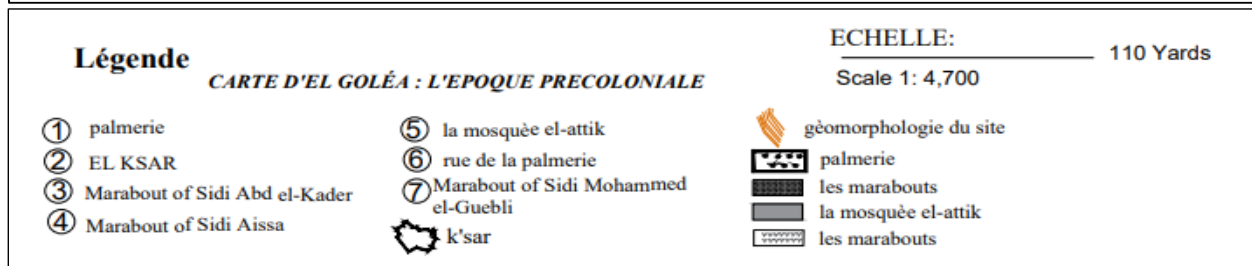 Légende
CARTE D'EL GOLÉA : L'EPOQUE PRECOLONIALE
ECHELLE:
110 Yards
Scale 1: 4,700
1 palmerie
2 EL KSAR
3 Marabout of Sidi Abd el-Kader
4 Marabout of Sidi Aissa
5 la mosquèe el-attik
6 rue de la palmerie
7 Marabout of Sidi Mohammed
el-Guebli
k'sar
gèomorphologie du site
palmerie
les marabouts
la mosquèe el-attik
les marabouts